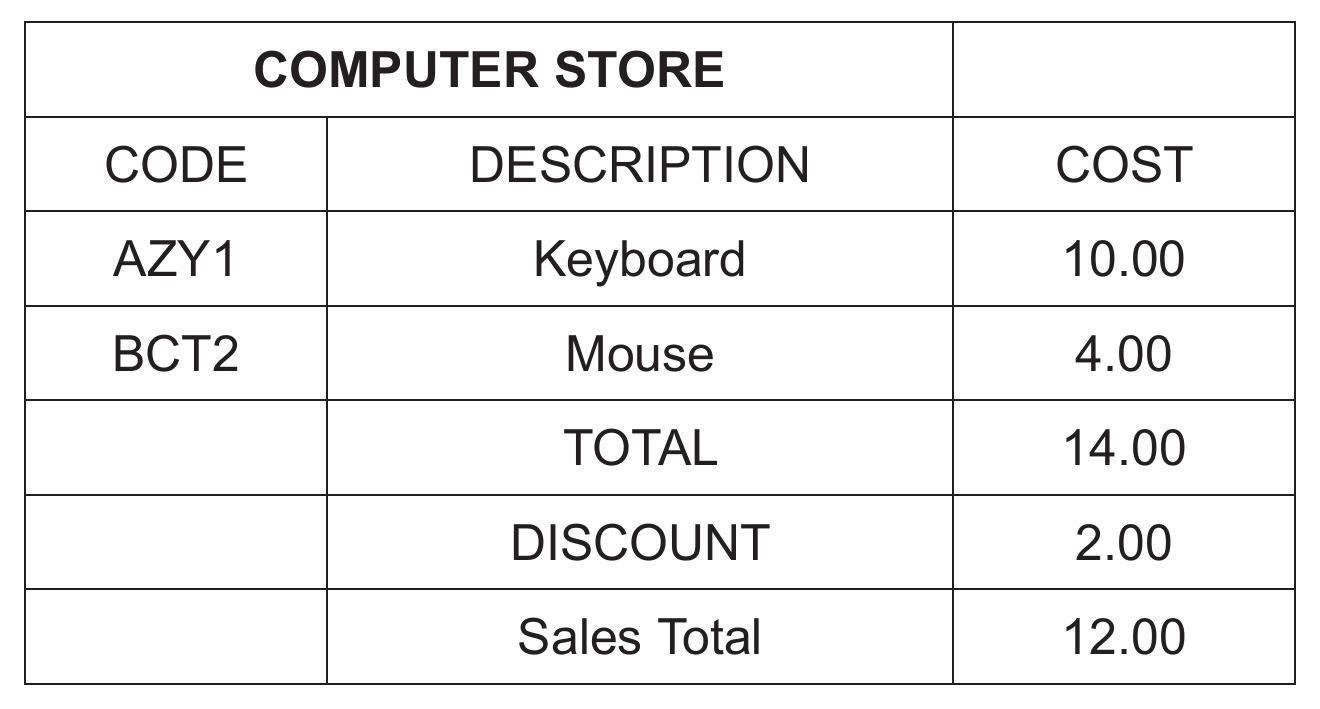 COMPUTER STORE
CODE DESCRIPTION COST
AZY1 Keyboard 10.00
BCT2 Mouse 4.00
TOTAL 14.00
DISCOUNT 2.00
Sales Total 12.00